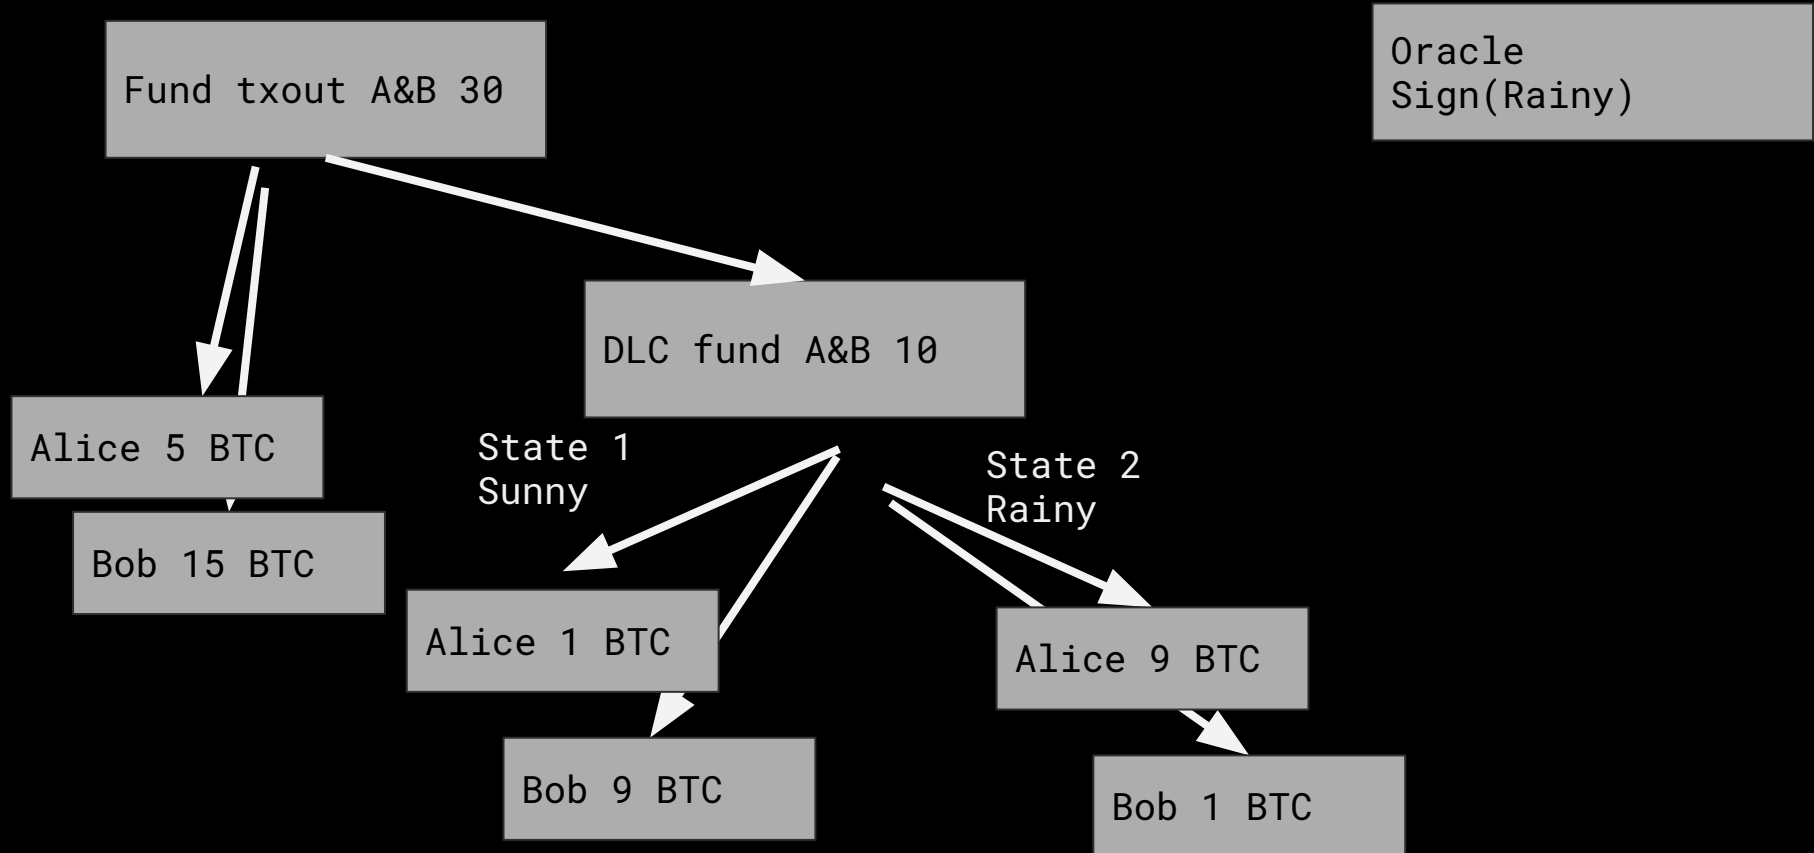 Fund txout A&B 30
Oracle
Sign(Rainy)
DLC fund A&B 10
Alice 5 BTC
Bob 15 BTC
State 1
Sunny
State 2
Rainy
Alice 1 BTC
Bob 9 BTC
Alice 9 BTC
Bob 1 BTC